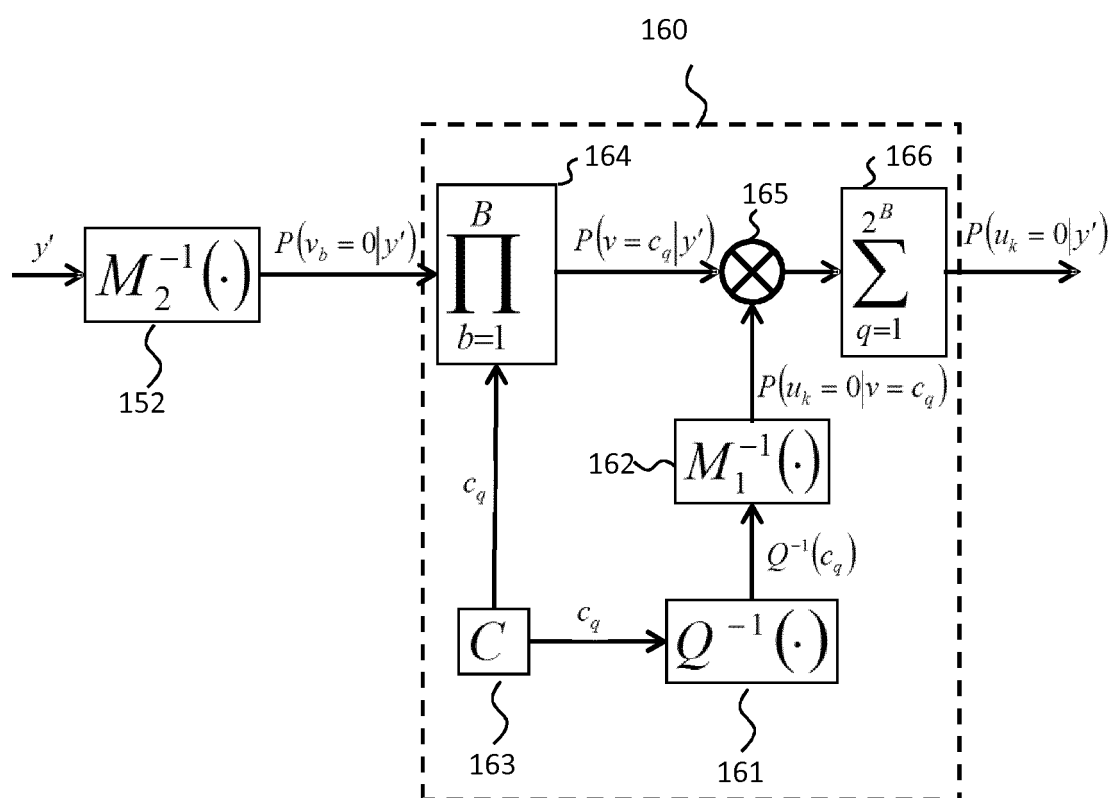 160
164
166
165
B
∏
b=1
2^B
∑
q=1
y'
M_2^{-1}(·)
P(v_b = 0|y')
P(v = c_q|y')
P(u_k = 0|y')
152
P(u_k = 0|v = c_q)
162
M_1^{-1}(·)
c_q
Q^{-1}(c_q)
C
c_q
Q^{-1}(·)
163
161